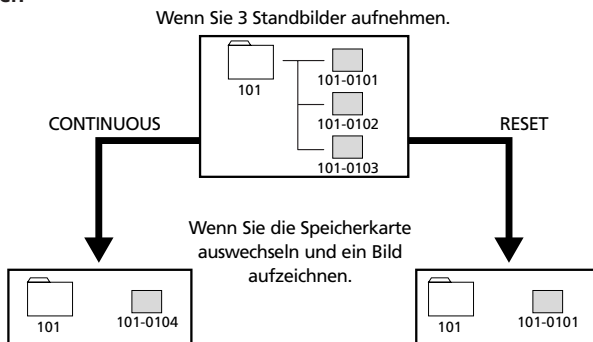 Wenn Sie 3 Standbilder aufnehmen.
101
101-0101
101-0102
101-0103
CONTINUOUS
RESET
Wenn Sie die Speicherkarte
auswechseln und ein Bild
aufzeichnen.
101
101-0104
101
101-0101